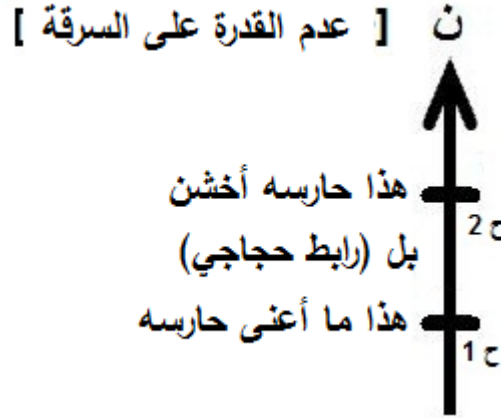 ن [ عدم القدرة على السرقة ]
هذا حارسه أخشن
ح 2
بل (رابط حجاجي)
هذا ما أعنى حارسه
ح 1